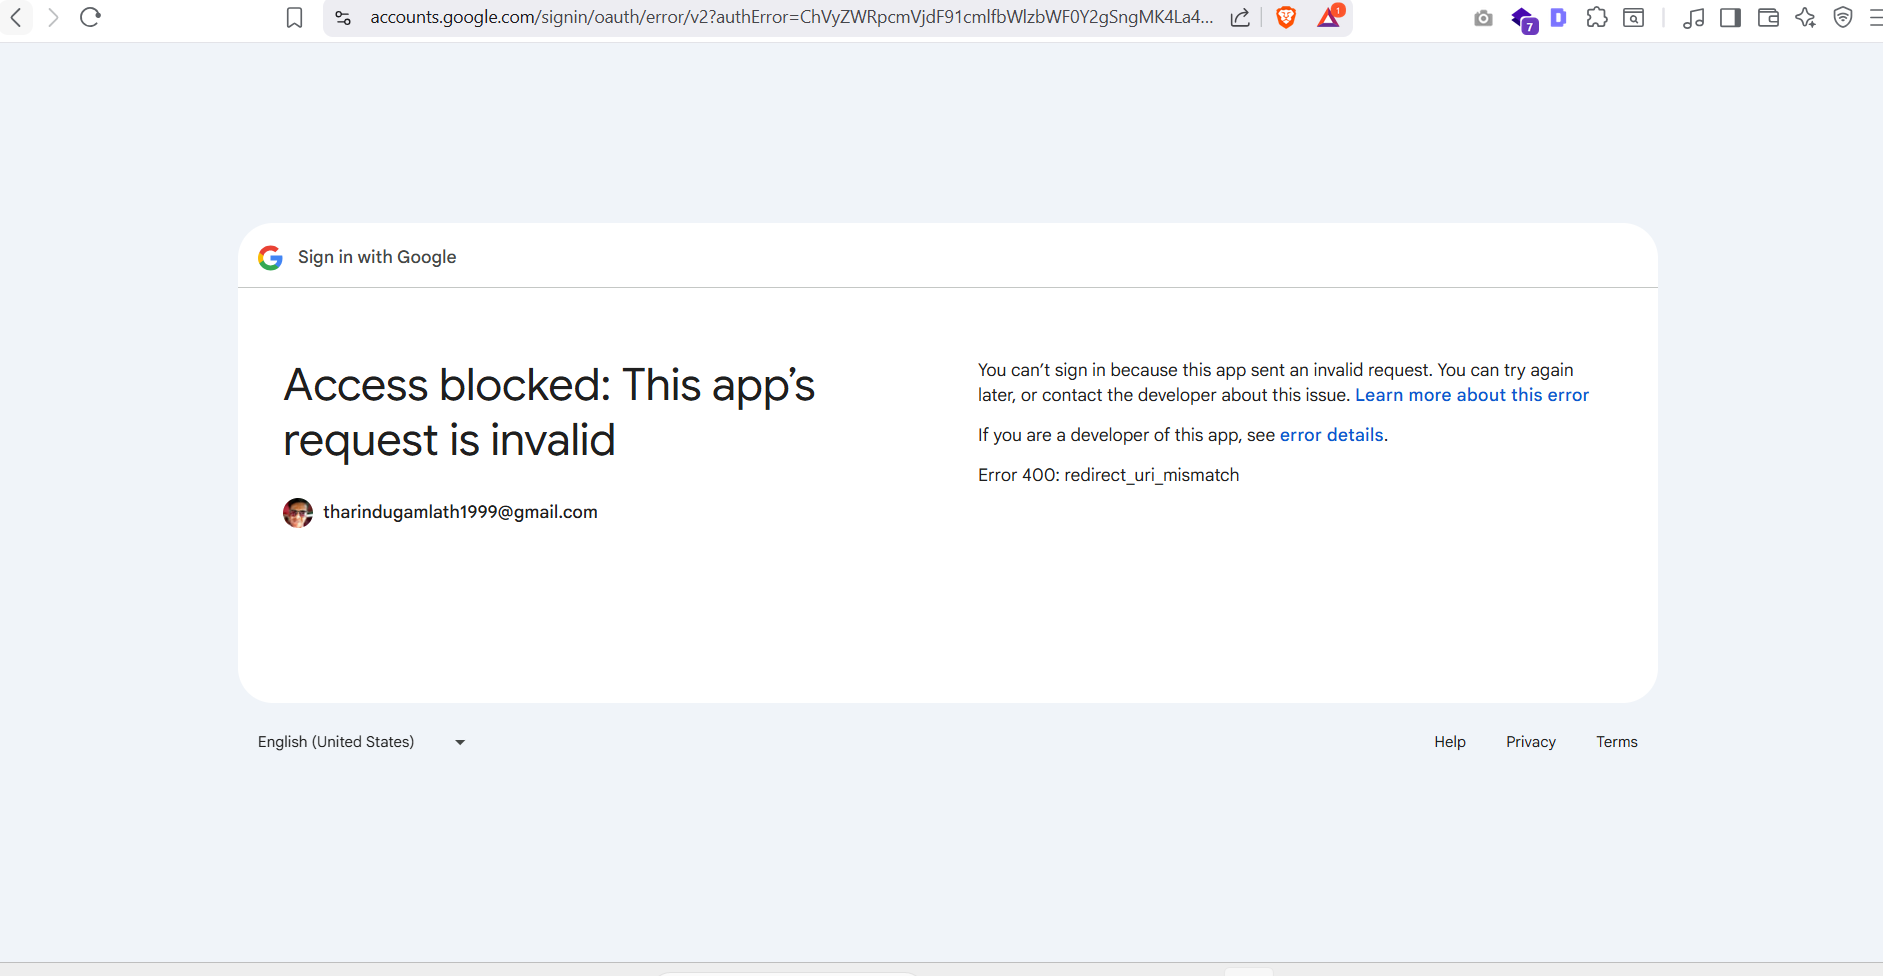 accounts.google.com/signin/oauth/error/v2?authError=ChVyZWRpcmVjdF91cmlfbWlzbWF0Y2gSngMK4La4...
1
7
D
Sign in with Google
Access blocked: This app’s
request is invalid
tharindugamlath1999@gmail.com
You can’t sign in because this app sent an invalid request. You can try again
later, or contact the developer about this issue. Learn more about this error
If you are a developer of this app, see error details.
Error 400: redirect_uri_mismatch
English (United States)
Help
Privacy
Terms